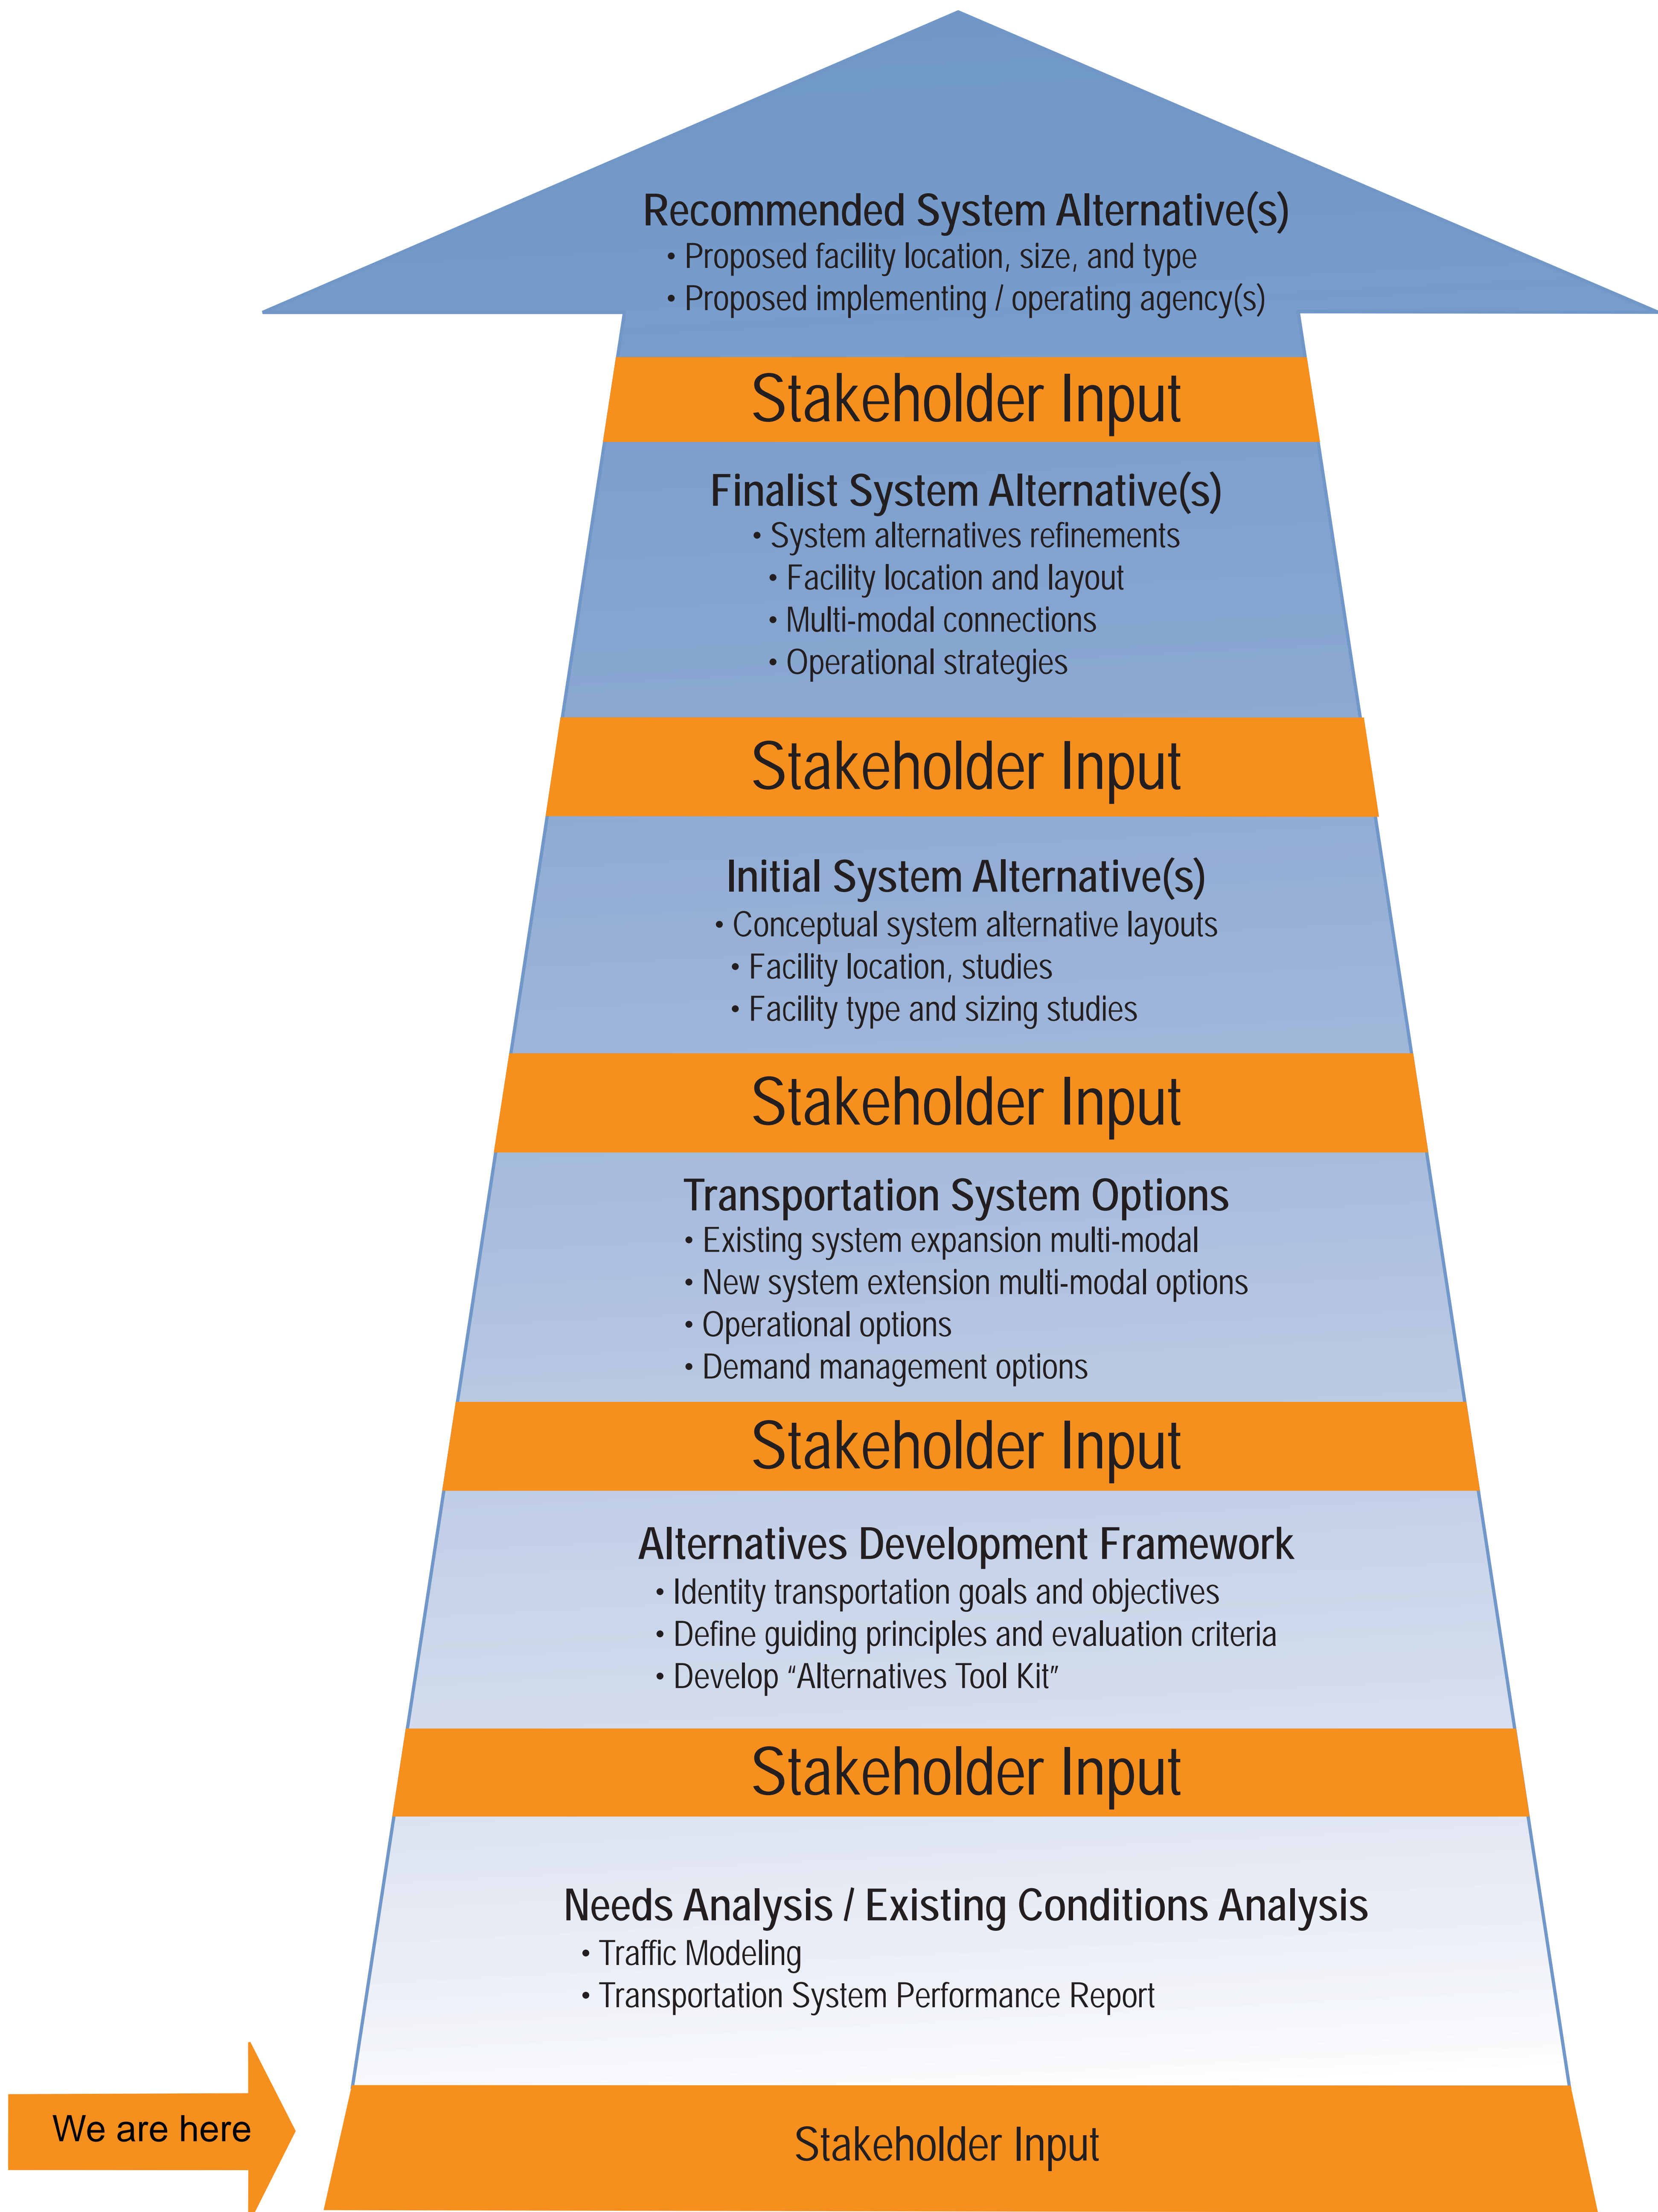 Recommended System Alternative(s)
• Proposed facility location, size, and type
• Proposed implementing / operating agency(s)
Stakeholder Input
Finalist System Alternative(s)
• System alternatives refinements
• Facility location and layout
• Multi-modal connections
• Operational strategies
Stakeholder Input
Initial System Alternative(s)
• Conceptual system alternative layouts
• Facility location, studies
• Facility type and sizing studies
Stakeholder Input
Transportation System Options
• Existing system expansion multi-modal
• New system extension multi-modal options
• Operational options
• Demand management options
Stakeholder Input
Alternatives Development Framework
• Identity transportation goals and objectives
• Define guiding principles and evaluation criteria
• Develop “Alternatives Tool Kit”
Stakeholder Input
Needs Analysis / Existing Conditions Analysis
• Traffic Modeling
• Transportation System Performance Report
We are here
Stakeholder Input